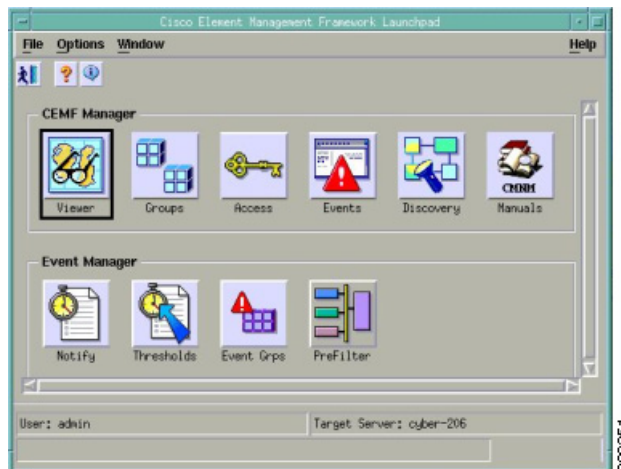 Cisco Element Management Framework Launchpad
File Options Window Help
CEMF Manager
CMNM
Viewer Groups Access Events Discovery Manuals
Event Manager
Notify Thresholds Event Grps PreFilter
User: admin Target Server: cyber-206